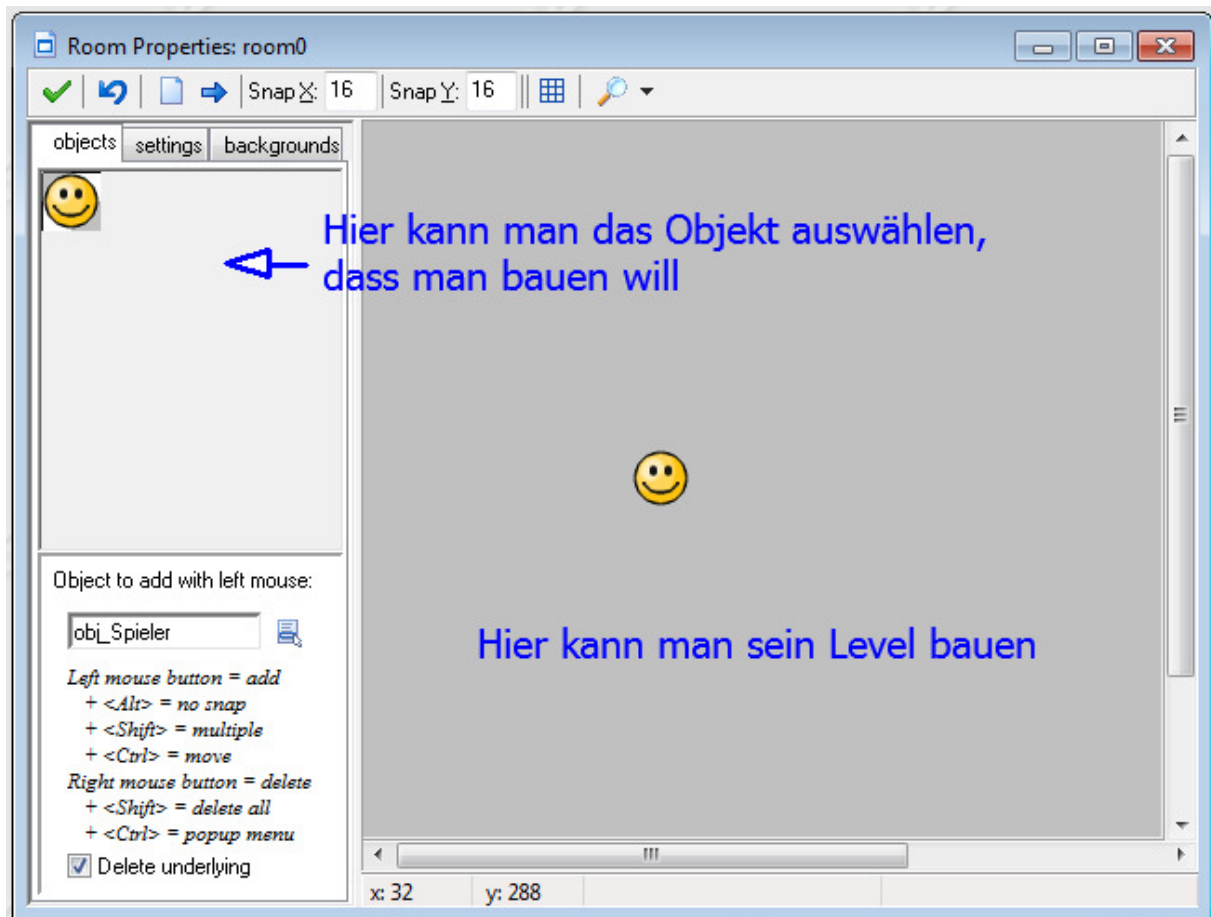 Room Properties: room0
Snap X: 16 Snap Y: 16
objects settings backgrounds
Hier kann man das Objekt auswählen,
dass man bauen will
Object to add with left mouse:
obj_Spieler
Hier kann man sein Level bauen
Left mouse button = add
+ <Alt> = no snap
+ <Shift> = multiple
+ <Ctrl> = move
Right mouse button = delete
+ <Shift> = delete all
+ <Ctrl> = popup menu
Delete underlying
x: 32 y: 288